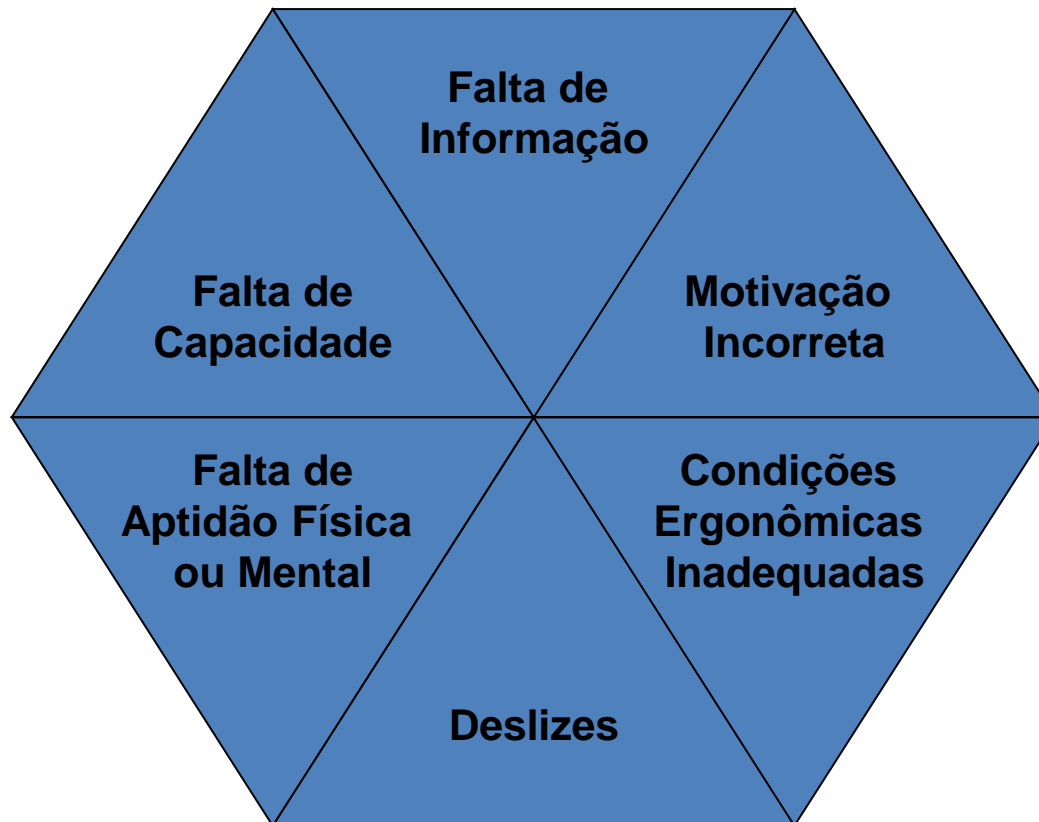 Falta de
Informação
Falta de
Capacidade
Motivação
Incorreta
Falta de
Aptidão Física
ou Mental
Condições
Ergonômicas
Inadequadas
Deslizes